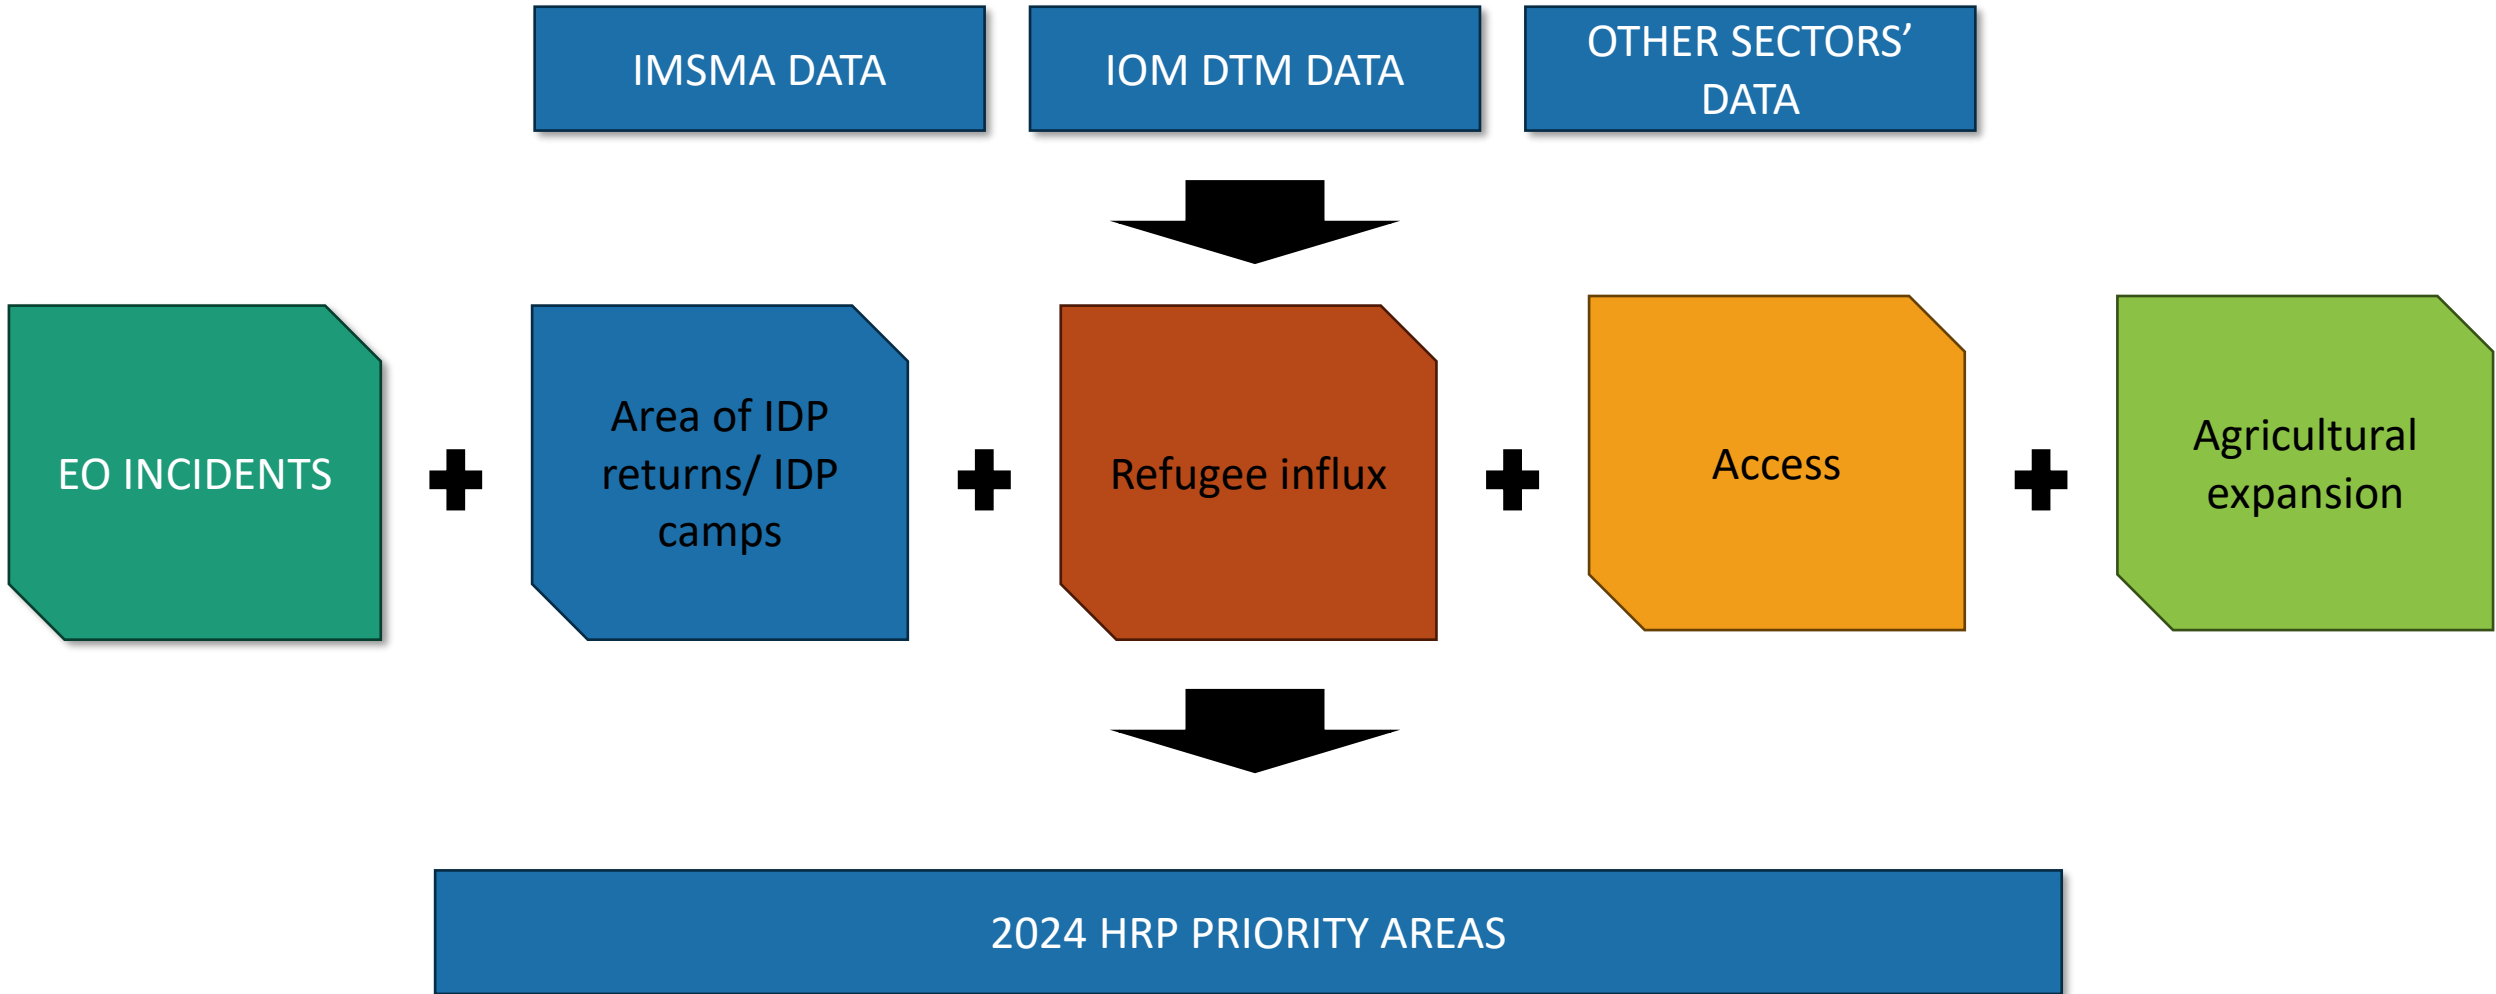 IMSMA DATA
IOM DTM DATA
OTHER SECTORS’
DATA
EO INCIDENTS
Area of IDP
returns/ IDP
camps
Refugee influx
Access
Agricultural
expansion
2024 HRP PRIORITY AREAS